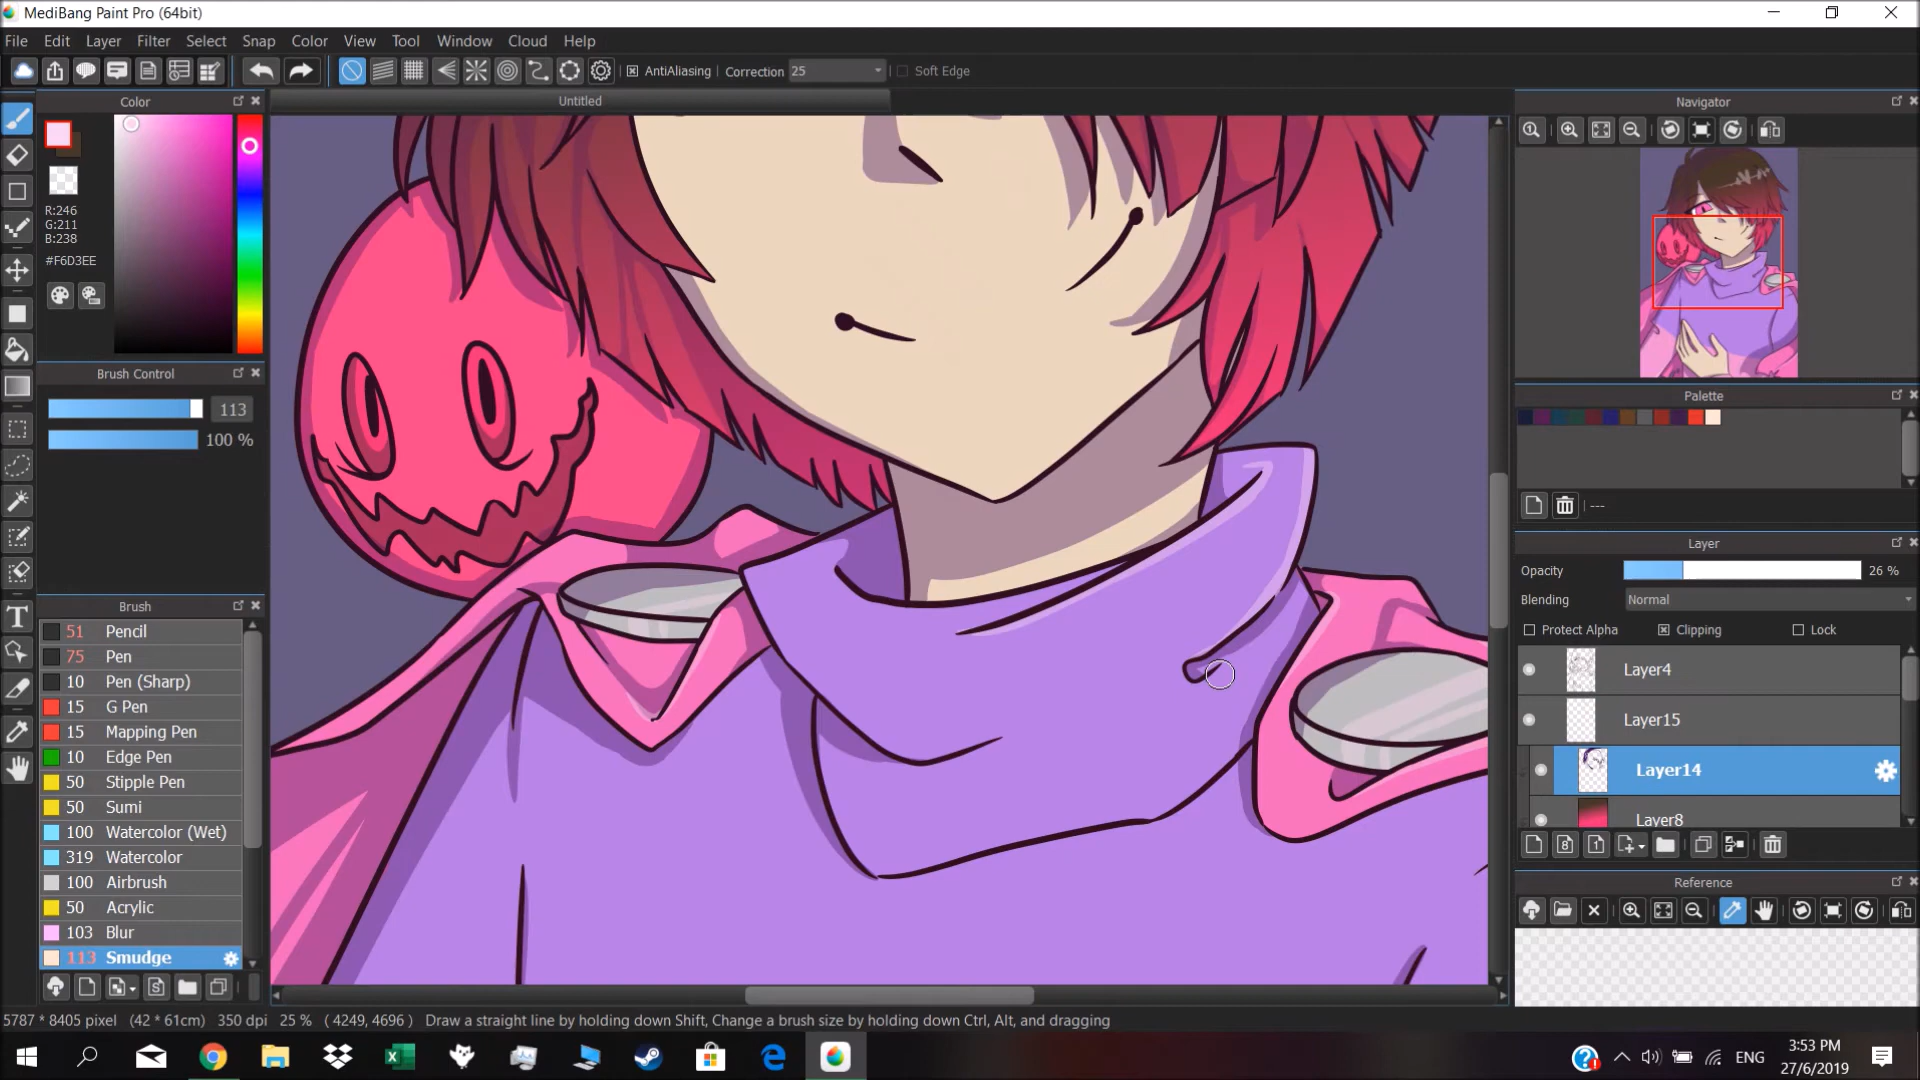 MediBang Paint Pro (64bit)
File Edit Layer Filter Select Snap Color View Tool Window Cloud Help
AntiAliasing Correction 25 Soft Edge
Color
Untitled
Navigator
R:246
G:211
B:238
#F6D3EE
Brush Control
113
100 %
Palette
---
Layer
Opacity 26 %
Blending Normal
Protect Alpha Clipping Lock
Layer4
Layer15
Layer14
Layer8
Brush
51 Pencil
75 Pen
10 Pen (Sharp)
15 G Pen
15 Mapping Pen
10 Edge Pen
50 Stipple Pen
50 Sumi
100 Watercolor (Wet)
319 Watercolor
100 Airbrush
50 Acrylic
103 Blur
113 Smudge
Reference
5787 * 8405 pixel (42 * 61cm) 350 dpi 25 % ( 4249, 4696 ) Draw a straight line by holding down Shift, Change a brush size by holding down Ctrl, Alt, and dragging
ENG
3:53 PM
27/6/2019